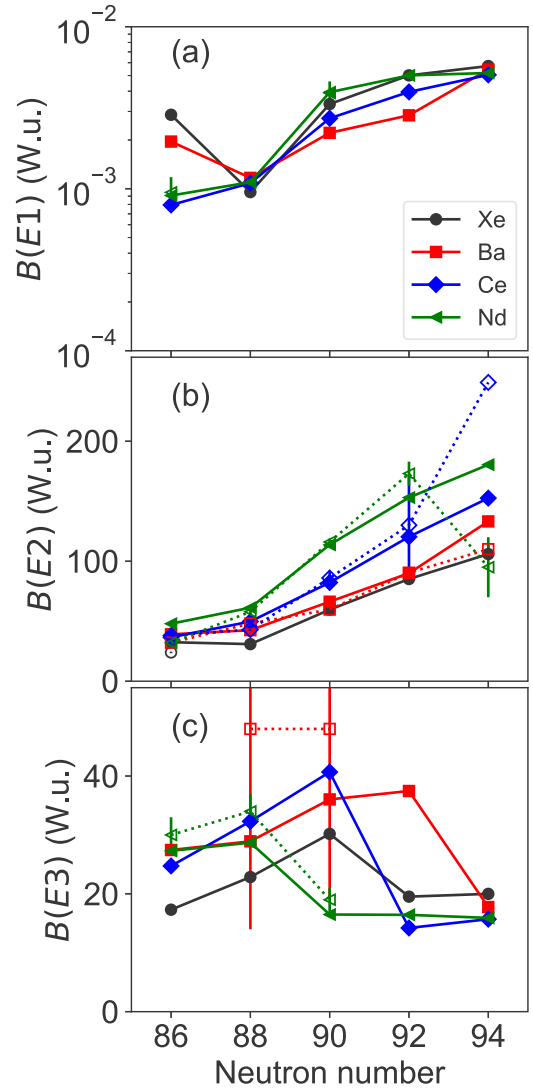 10⁻²
(a)
B(E1) (W.u.)
10⁻³
Xe
Ba
Ce
Nd
10⁻⁴
(b)
B(E2) (W.u.)
200
100
0
(c)
B(E3) (W.u.)
40
20
0
86 88 90 92 94
Neutron number